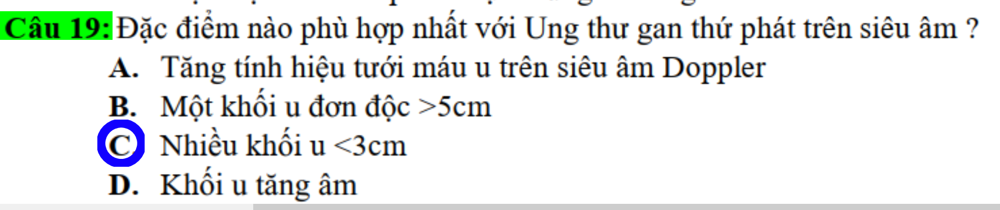 Câu 19: Đặc điểm nào phù hợp nhất với Ung thư gan thứ phát trên siêu âm ?
A. Tăng tính hiệu tưới máu u trên siêu âm Doppler
B. Một khối u đơn độc >5cm
C. Nhiều khối u <3cm
D. Khối u tăng âm